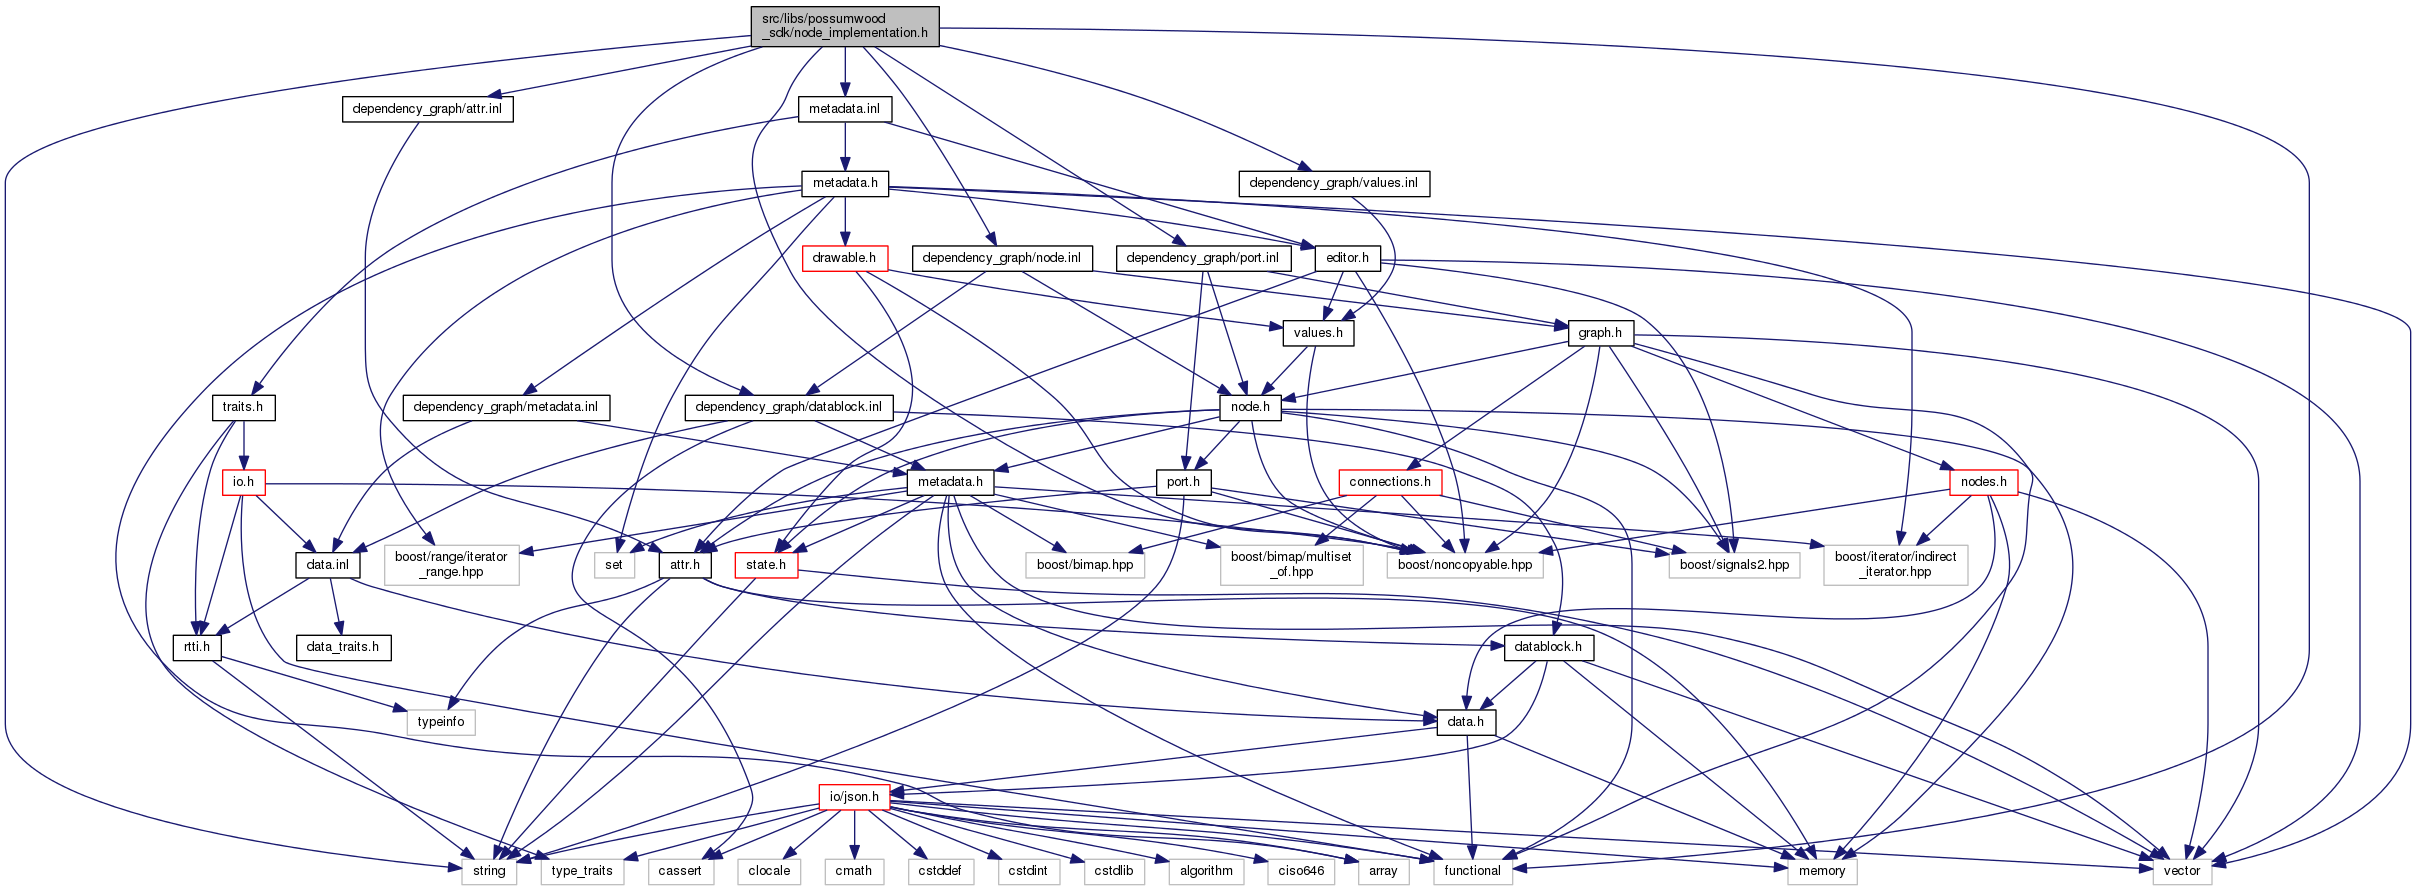 src/libs/possumwood
_sdk/node_implementation.h
dependency_graph/attr.inl
metadata.inl
metadata.h
dependency_graph/values.inl
drawable.h
dependency_graph/node.inl
dependency_graph/port.inl
editor.h
values.h
graph.h
traits.h
dependency_graph/metadata.inl
dependency_graph/datablock.inl
node.h
io.h
metadata.h
port.h
connections.h
nodes.h
data.inl
boost/range/iterator
_range.hpp
set
attr.h
state.h
boost/bimap.hpp
boost/bimap/multiset
_of.hpp
boost/noncopyable.hpp
boost/signals2.hpp
boost/iterator/indirect
_iterator.hpp
rtti.h
data_traits.h
datablock.h
typeinfo
data.h
io/json.h
string
type_traits
cassert
clocale
cmath
cstddef
cstdint
cstdlib
algorithm
ciso646
array
functional
memory
vector